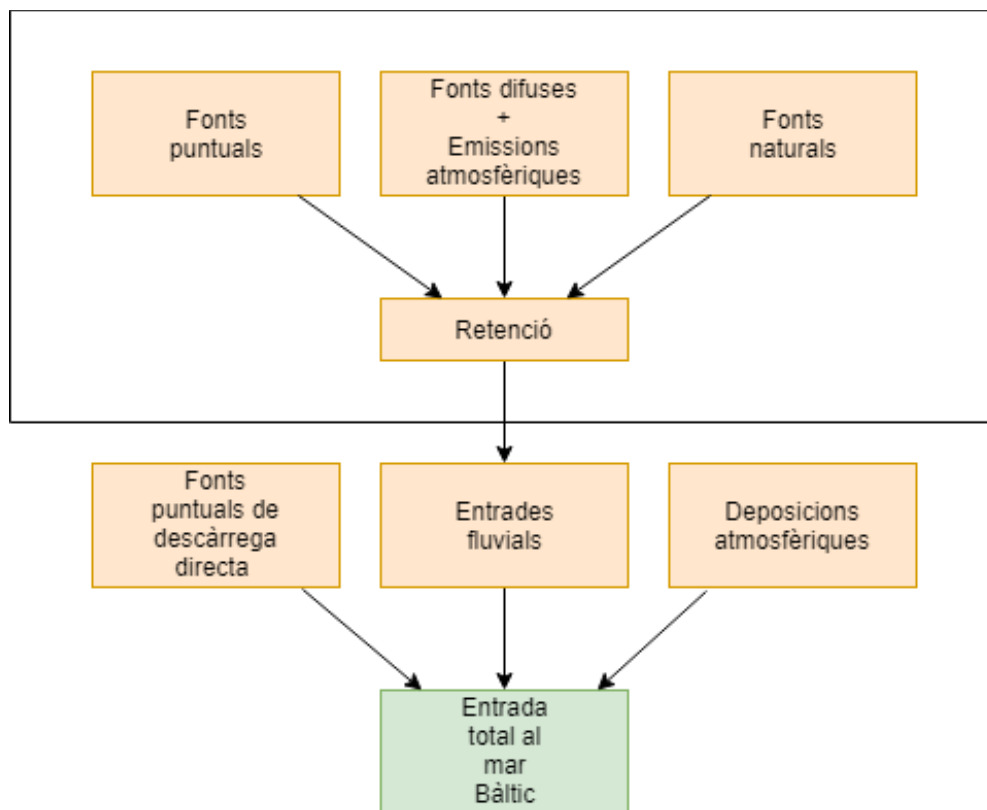 Fonts
puntuals
Fonts difuses
+
Emissions
atmosfèriques
Fonts
naturals
Retenció
Fonts
puntuals de
descàrrega
directa
Entrades
fluvials
Deposicions
atmosfèriques
Entrada
total al
mar
Bàltic